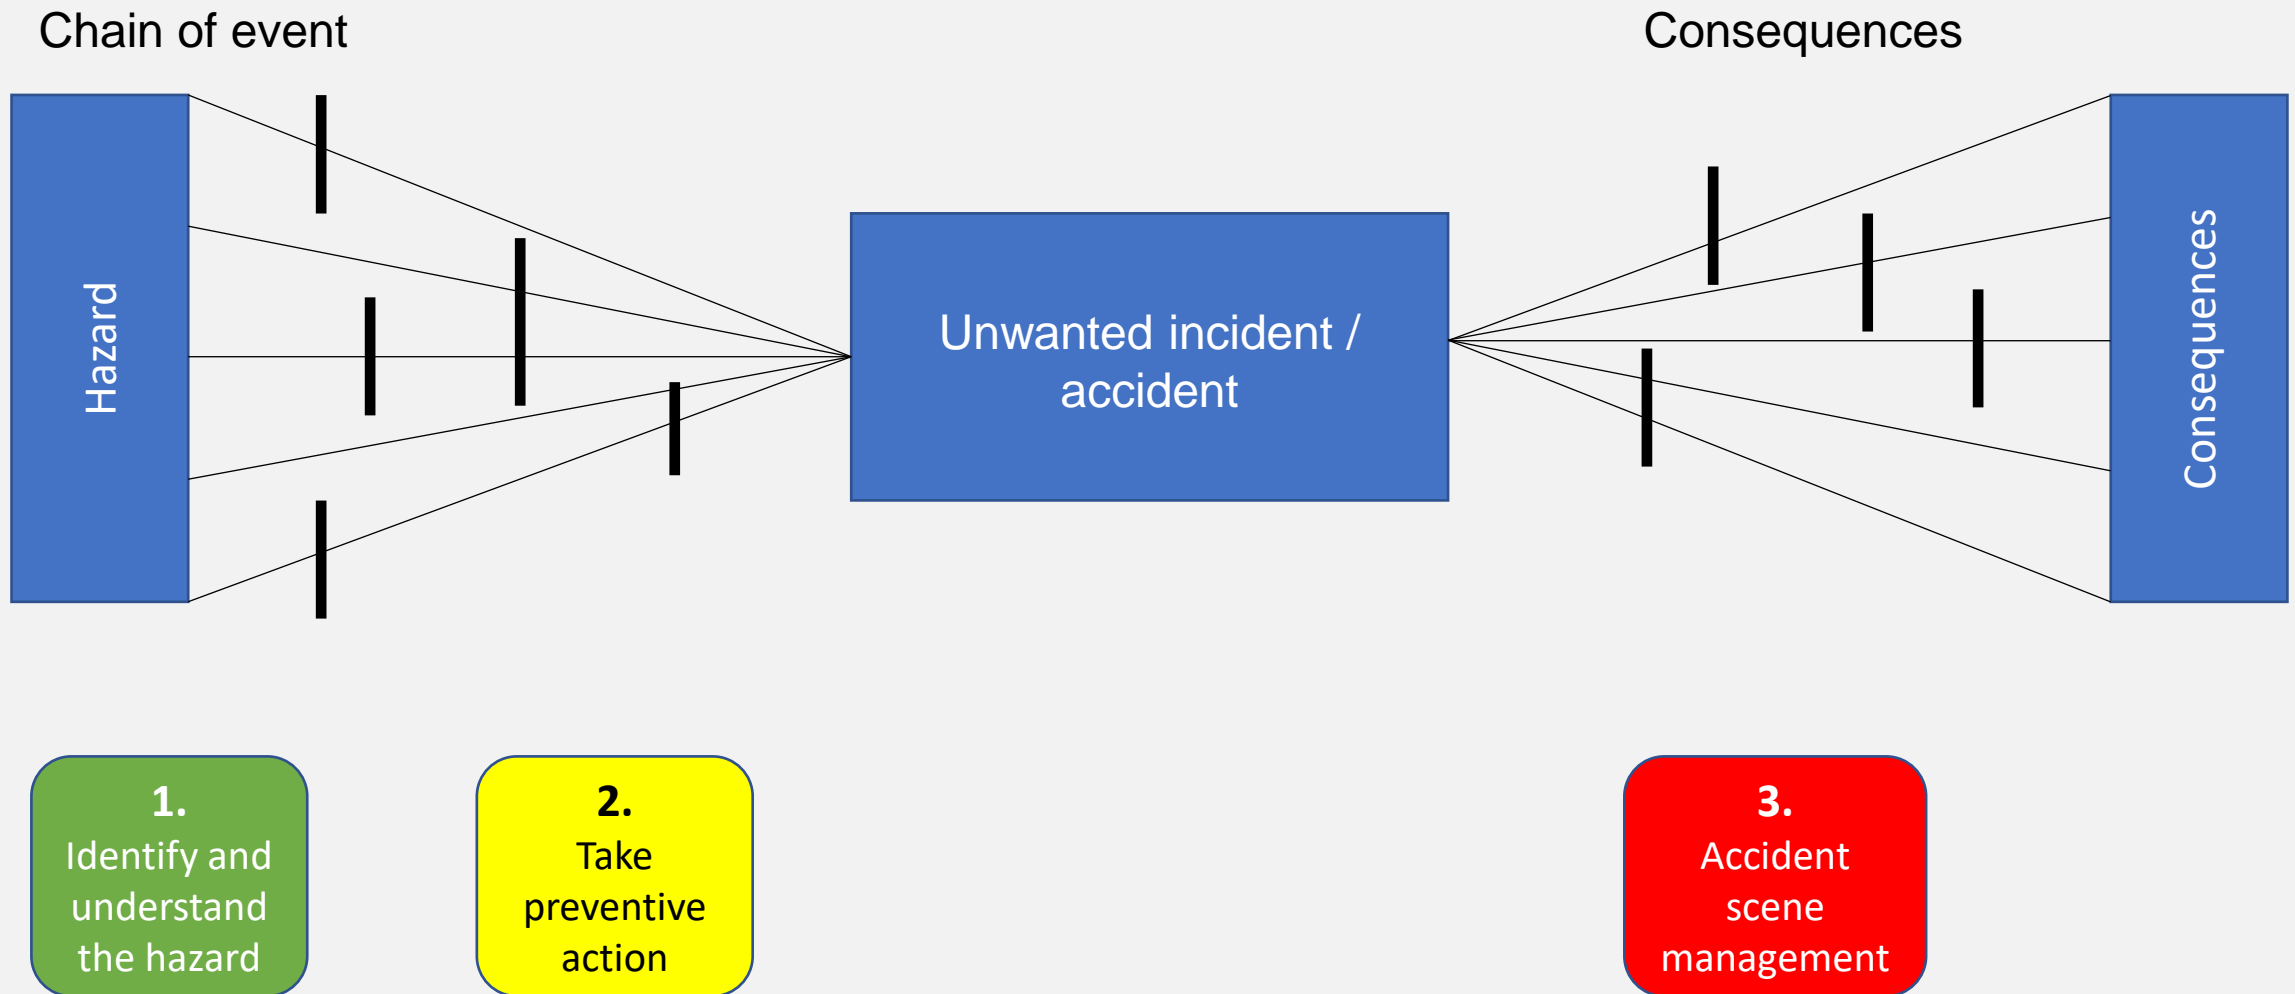 Chain of event
Consequences
Hazard
Unwanted incident /
accident
Consequences
1.
Identify and
understand
the hazard
2.
Take
preventive
action
3.
Accident
scene
management